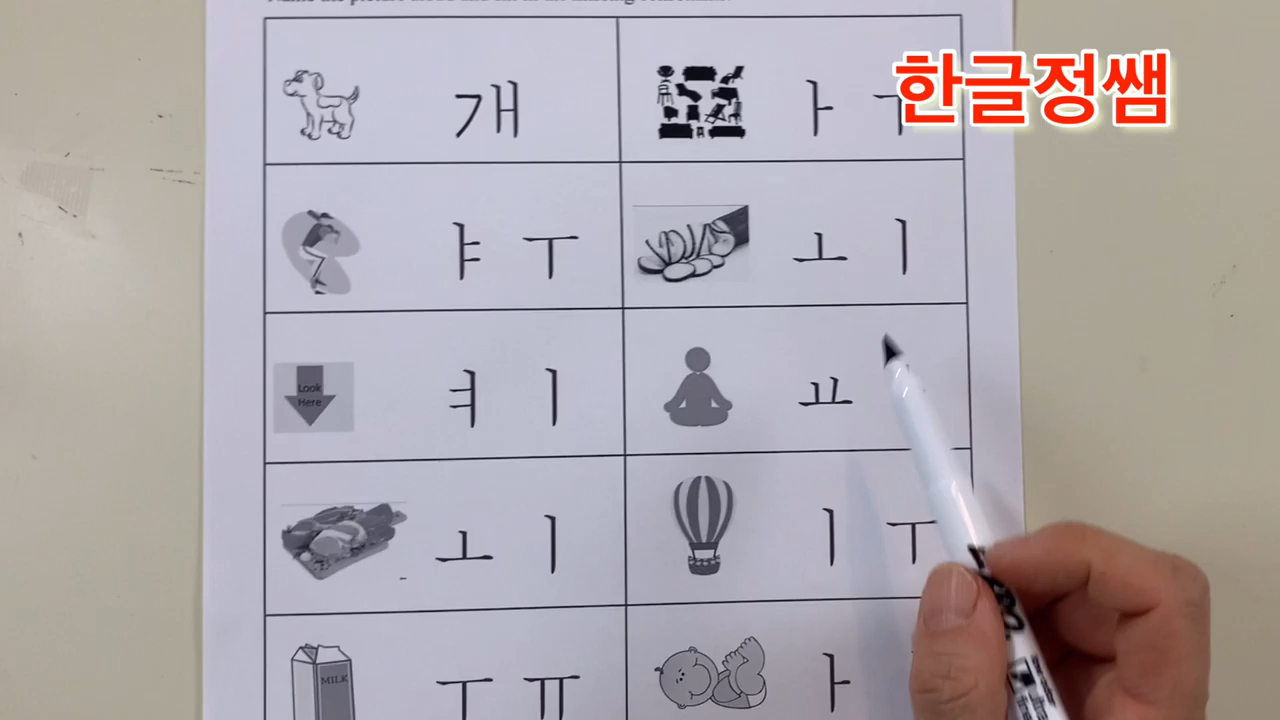 한글정쌤
개
ㅏ ㅜ
ㅑ ㅜ
ㅗ ㅣ
Look
Here
ㅕ ㅣ
ㅛ
ㅗ ㅣ
ㅣ ㅜ
MILK
ㅜ ㅠ
ㅏ